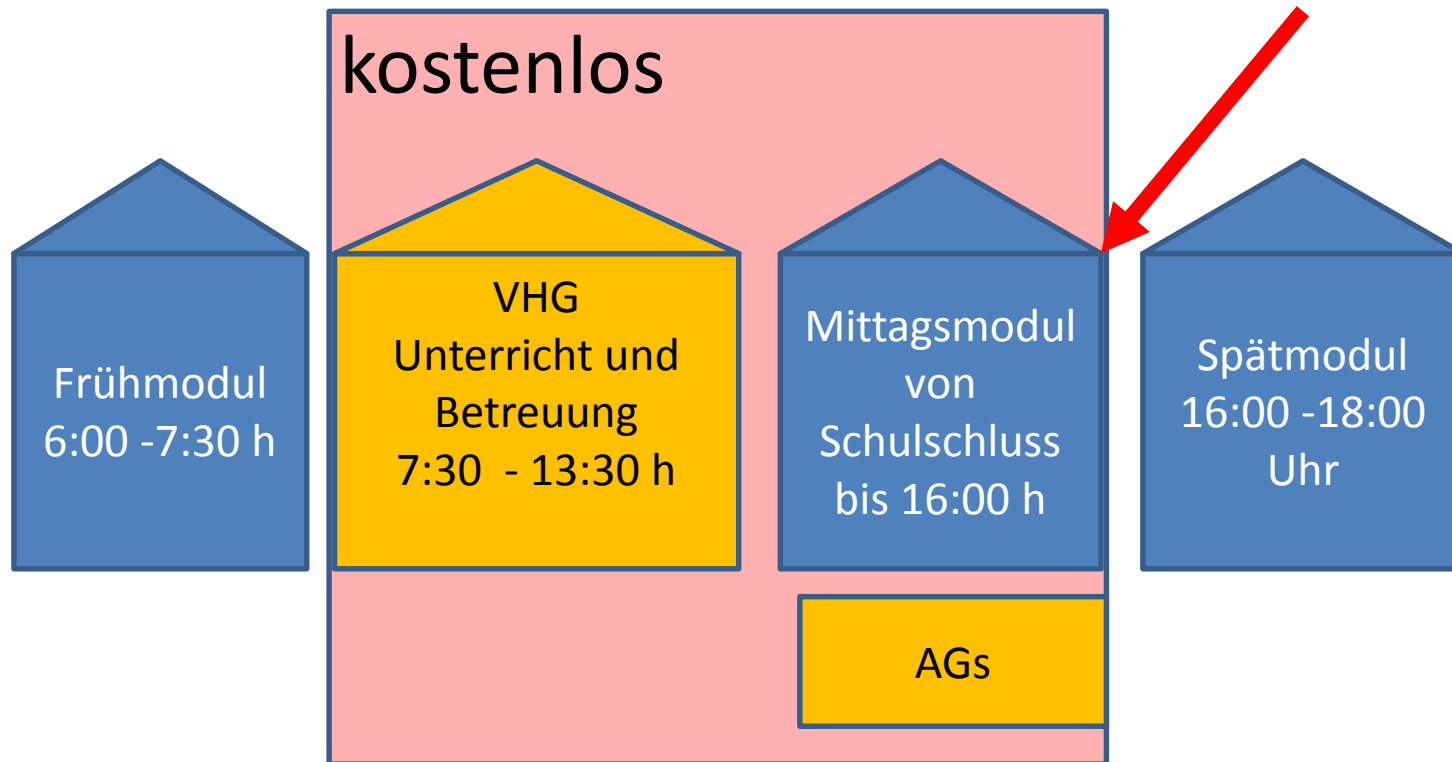 kostenlos
Frühmodul
6:00 -7:30 h
VHG
Unterricht und
Betreuung
7:30 - 13:30 h
Mittagsmodul
von
Schulschluss
bis 16:00 h
Spätmodul
16:00 -18:00
Uhr
AGs